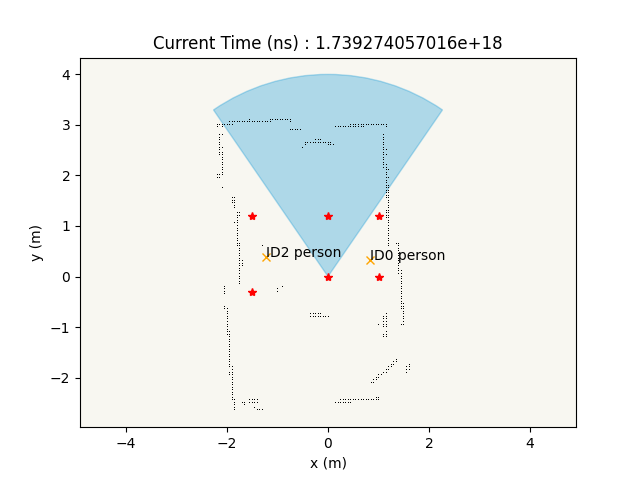 Current Time (ns) : 1.739274057016e+18
4
3
2
1
0
−1
−2
y (m)
ID2 person
ID0 person
−4
−2
0
2
4
x (m)